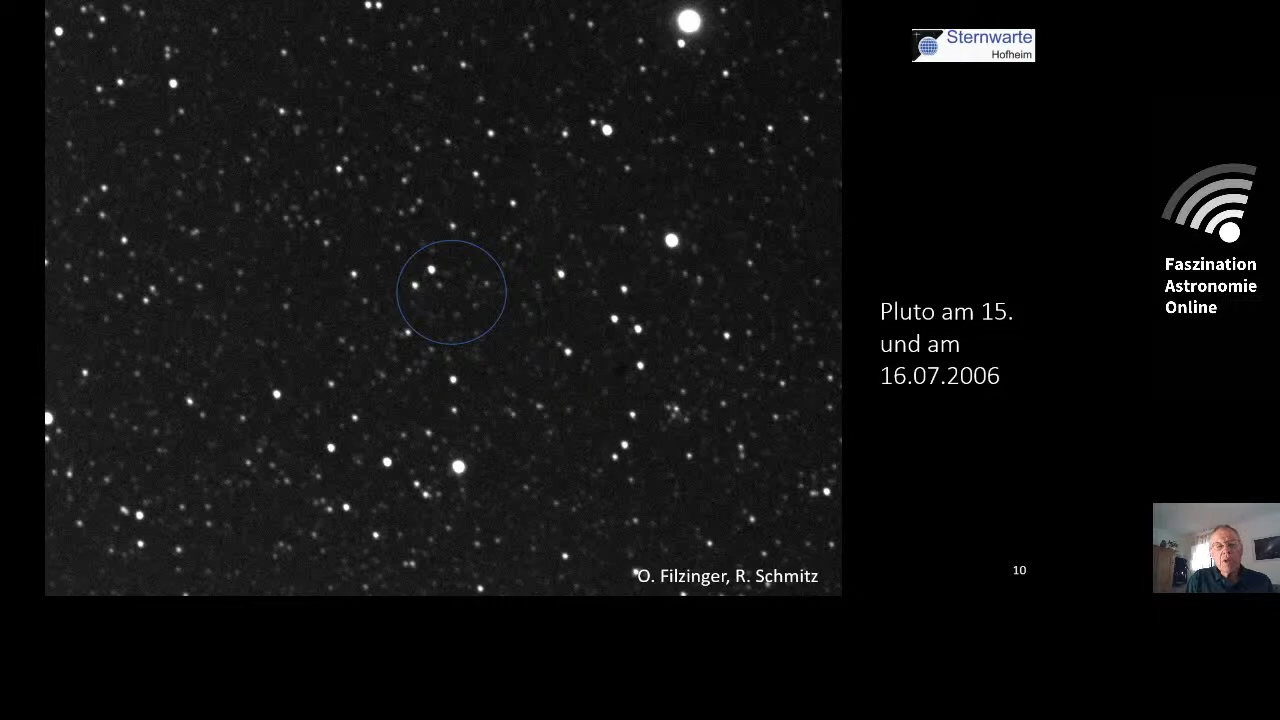 Sternwarte
Hofheim
Faszination
Astronomie
Online
Pluto am 15.
und am
16.07.2006
O. Filzinger, R. Schmitz
10